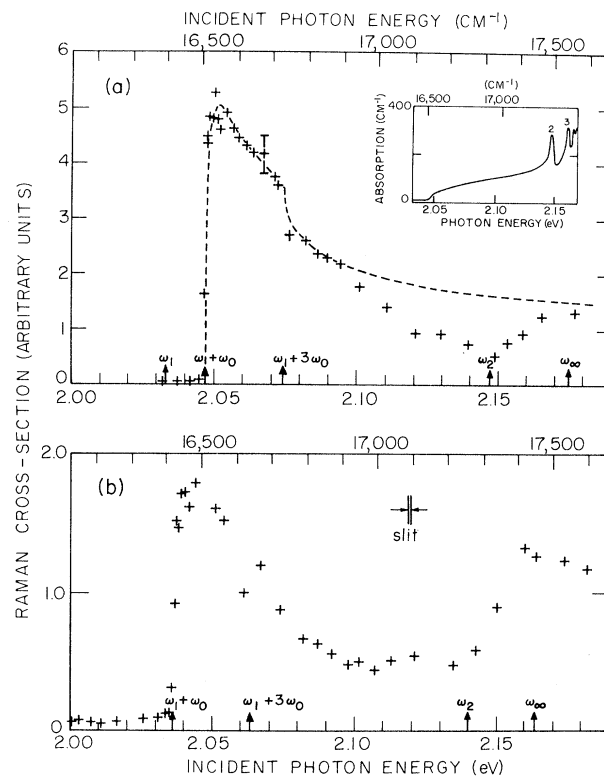 INCIDENT PHOTON ENERGY (CM⁻¹)
16,500 17,000 17,500
6
(a)
5
4
3
2
1
0
(CM⁻¹)
16,500 17,000
400
2 3
ABSORPTION (CM⁻¹)
0
2.05 2.10 2.15
PHOTON ENERGY (eV)
ω₁ ω₁+ω₀ ω₁+3ω₀ ω₂ ω∞
2.00 2.05 2.10 2.15
RAMAN CROSS-SECTION (ARBITRARY UNITS)
16,500 17,000 17,500
2.0
(b)
slit
1.0
0
ω₁+ω₀ ω₁+3ω₀ ω₂ ω∞
2.00 2.05 2.10 2.15
INCIDENT PHOTON ENERGY (eV)